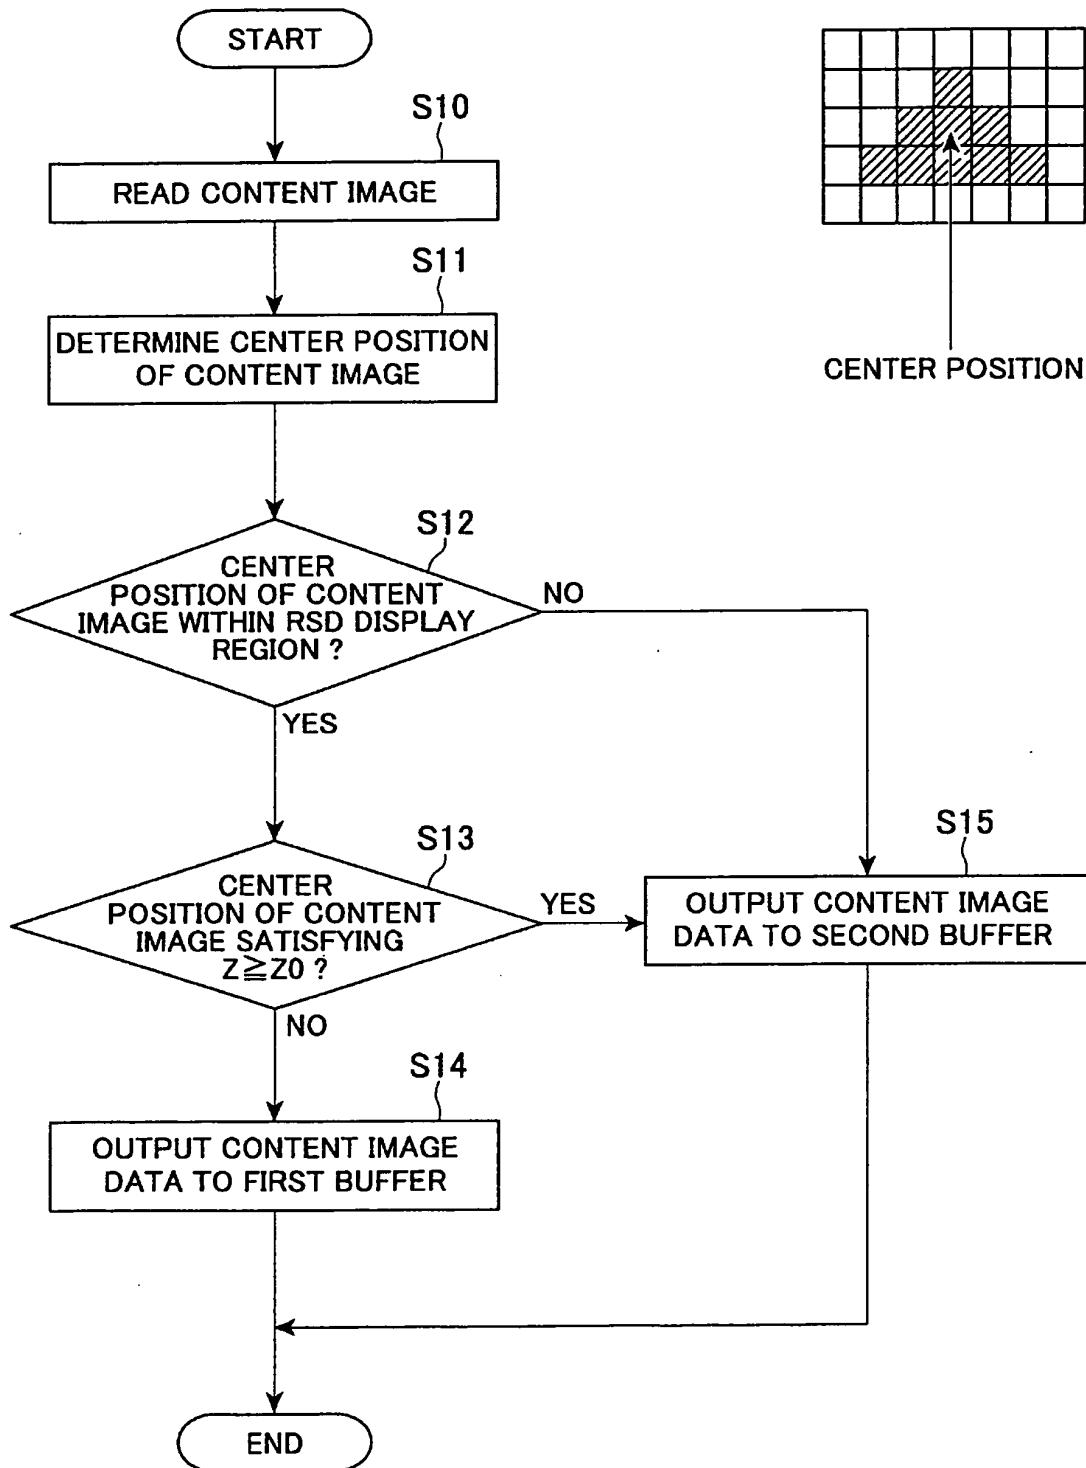 START
S10
READ CONTENT IMAGE
S11
DETERMINE CENTER POSITION
OF CONTENT IMAGE
CENTER POSITION
S12
CENTER
POSITION OF CONTENT
IMAGE WITHIN RSD DISPLAY
REGION ?
NO
YES
S13
CENTER
POSITION OF CONTENT
IMAGE SATISFYING
Z≧Z0 ?
YES
NO
S15
OUTPUT CONTENT IMAGE
DATA TO SECOND BUFFER
S14
OUTPUT CONTENT IMAGE
DATA TO FIRST BUFFER
END